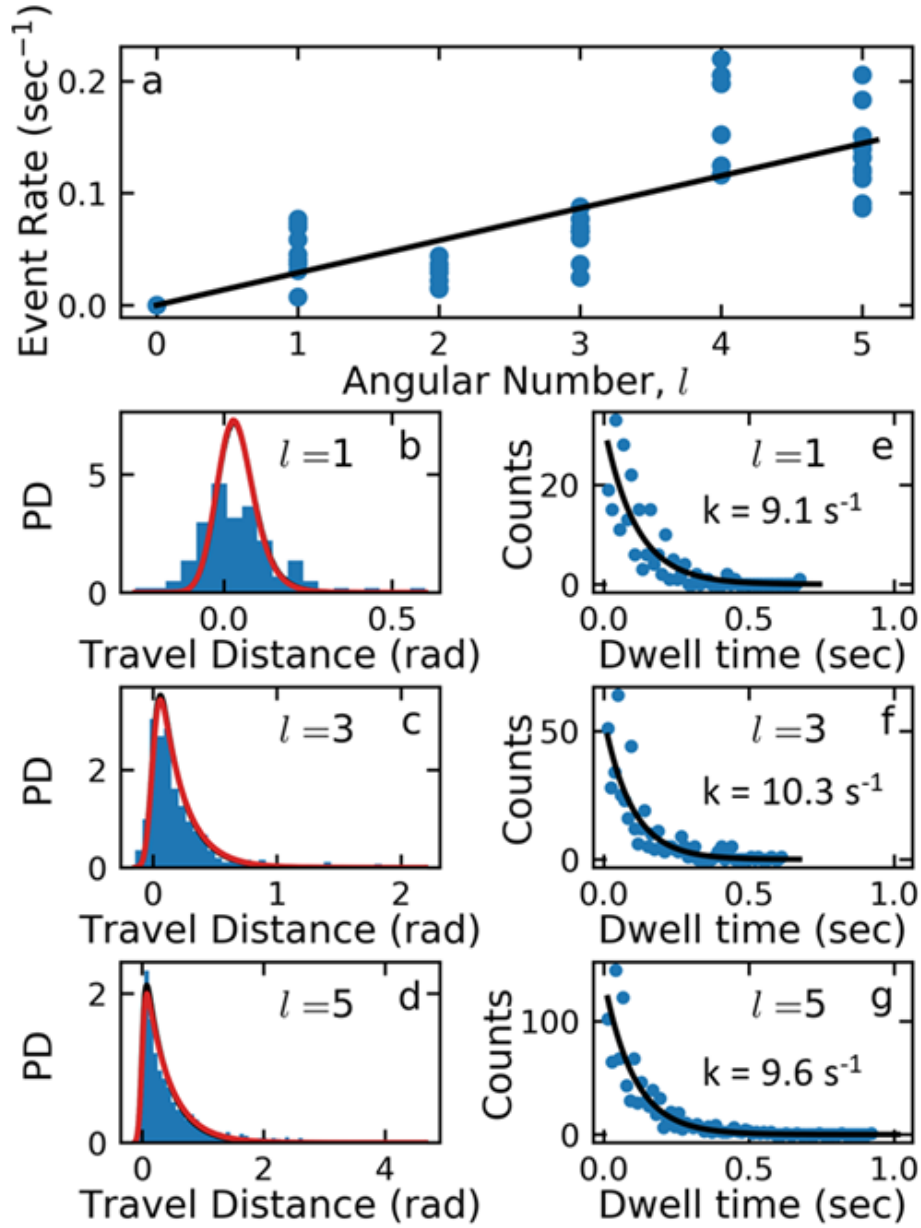 a
Event Rate (sec⁻¹)
0.2
0.1
0.0
0 1 2 3 4 5
Angular Number, l
b
l=1
PD
5
0
0.0 0.5
Travel Distance (rad)
e
l=1
k = 9.1 s⁻¹
Counts
20
0
0.0 0.5 1.0
Dwell time (sec)
c
l=3
PD
2
0
0 1 2
Travel Distance (rad)
f
l=3
k = 10.3 s⁻¹
Counts
50
0
0.0 0.5 1.0
Dwell time (sec)
d
l=5
PD
2
0
0 2 4
Travel Distance (rad)
g
l=5
k = 9.6 s⁻¹
Counts
100
0
0.0 0.5 1.0
Dwell time (sec)